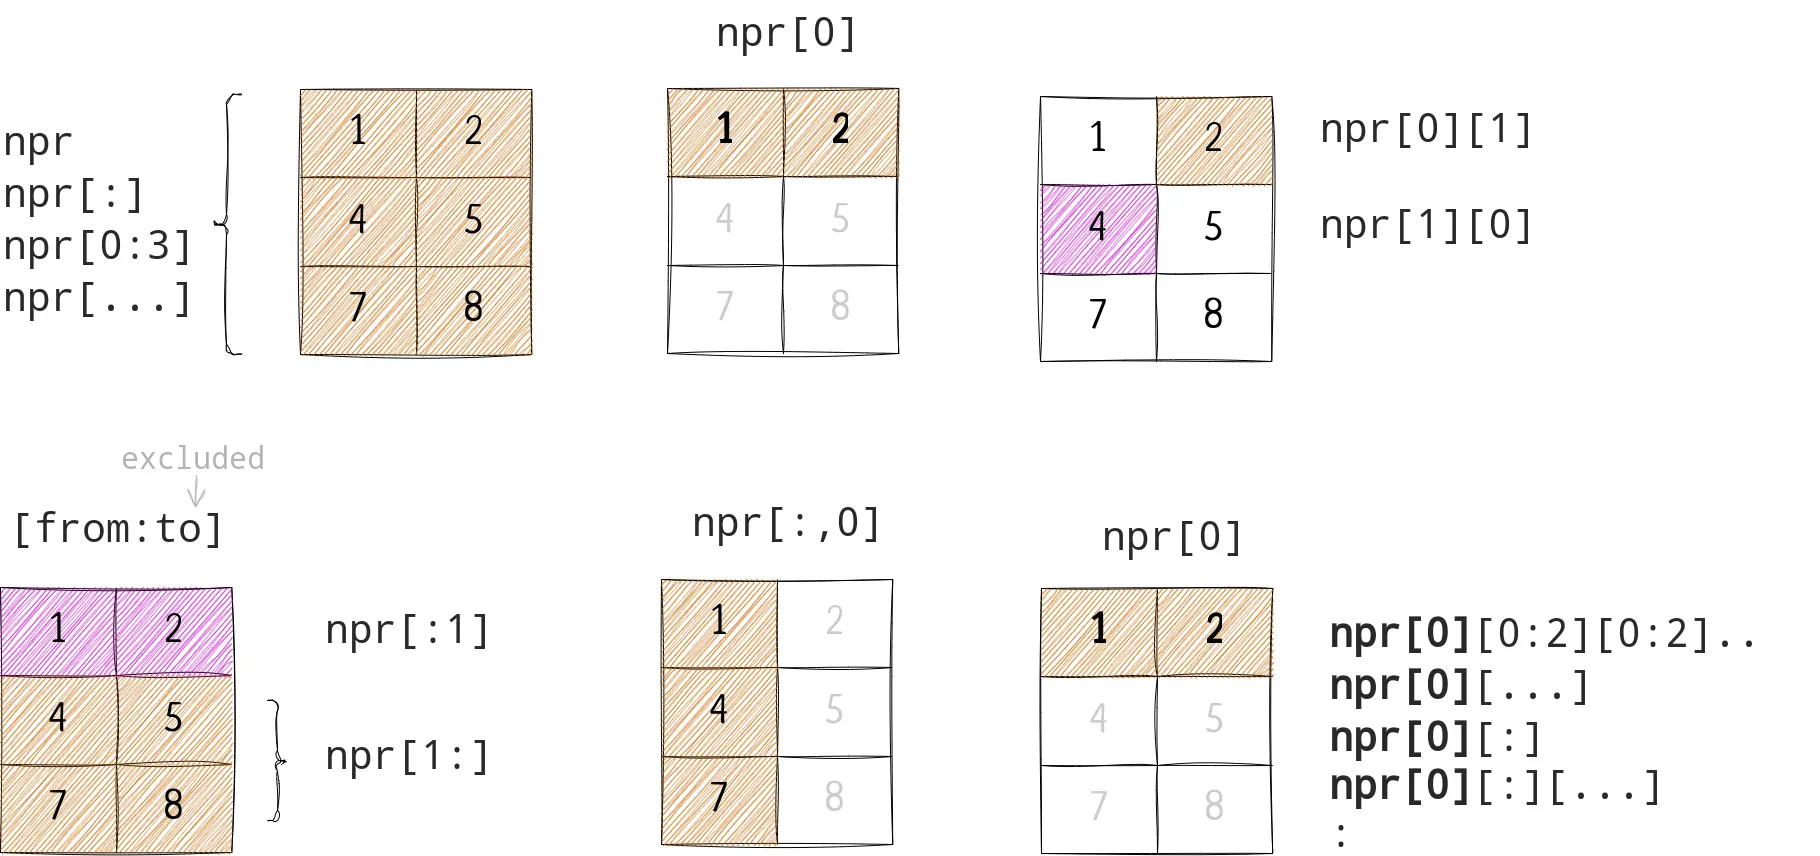 npr[0]
npr
npr[:]
npr[0:3]
npr[...]
1 2
4 5
7 8
1 2
4 5
7 8
1 2
4 5
7 8
npr[0][1]
npr[1][0]
excluded
[from:to]
1 2
4 5
7 8
npr[:1]
npr[1:]
npr[:,0]
1 2
4 5
7 8
npr[0]
1 2
4 5
7 8
npr[0][0:2][0:2]..
npr[0][...]
npr[0][:]
npr[0][:][...]
: